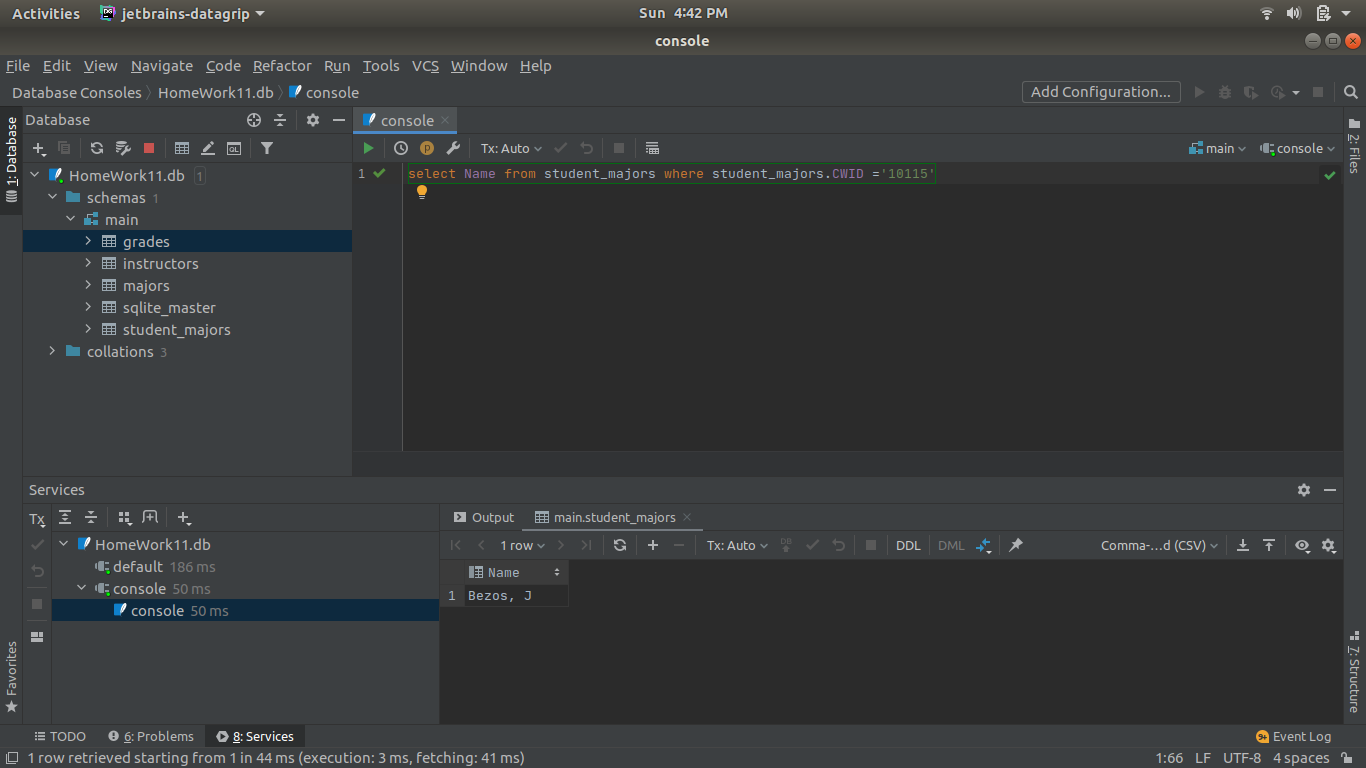 Activities jetbrains-datagrip Sun 4:42 PM
console
File Edit View Navigate Code Refactor Run Tools VCS Window Help
Database Consoles HomeWork11.db console Add Configuration...
1: Database
Database
console
2: Files
Tx: Auto main console
HomeWork11.db 1
schemas 1
main
grades
instructors
majors
sqlite_master
student_majors
collations 3
1 select Name from student_majors where student_majors.CWID ='10115'
Services
Tx
HomeWork11.db
default 186 ms
console 50 ms
console 50 ms
Output main.student_majors
1 row Tx: Auto DB DDL DML Comma-...d (CSV)
Name
1 Bezos, J
Favorites
7: Structure
TODO 6: Problems 8: Services 9+ Event Log
1 row retrieved starting from 1 in 44 ms (execution: 3 ms, fetching: 41 ms) 1:66 LF UTF-8 4 spaces